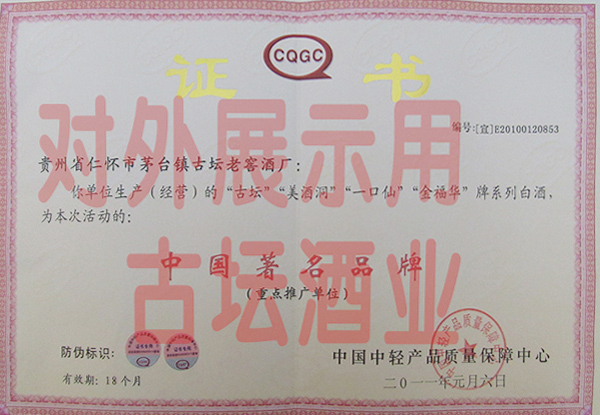 CQGC
证书
编号:[宣]E20100120853
贵州省仁怀市茅台镇古坛老窖酒厂:
你单位生产(经营)的“古坛”“美酒洞”“一口仙”“金福华”牌系列白酒,
为本次活动的:
中国著名品牌
(重点推广单位)
防伪标识:
中国中轻产品质量保障中心
有效期:18个月
二〇一一年元月六日
对外展示用
古坛酒业